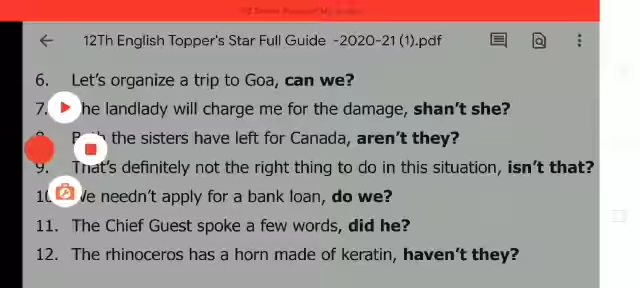 12Th English Topper's Star Full Guide -2020-21 (1).pdf
6. Let's organize a trip to Goa, can we?
7. he landlady will charge me for the damage, shan't she?
the sisters have left for Canada, aren't they?
9. That's definitely not the right thing to do in this situation, isn't that?
We needn't apply for a bank loan, do we?
11. The Chief Guest spoke a few words, did he?
12. The rhinoceros has a horn made of keratin, haven't they?